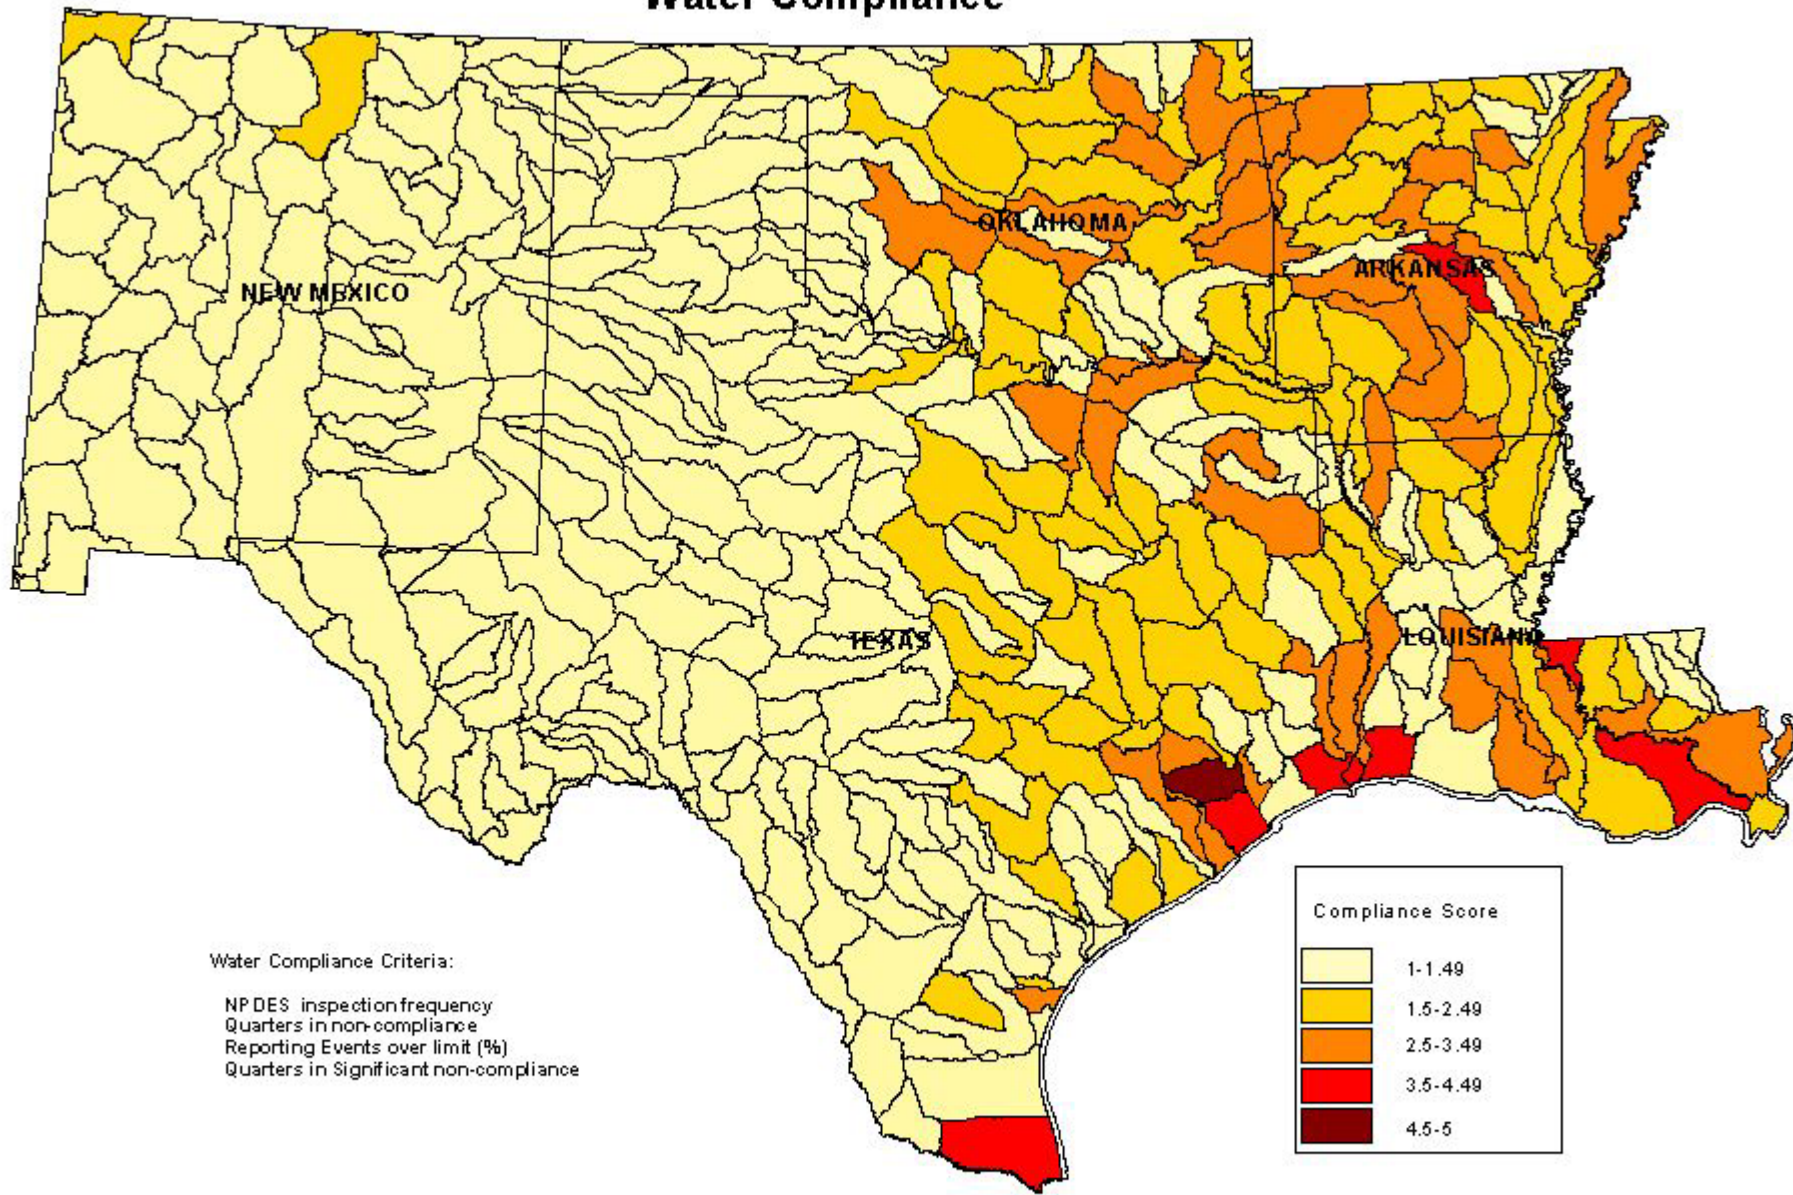 Water Compliance
OKLAHOMA
ARKANSAS
NEW MEXICO
TEXAS
LOUISIANA
Compliance Score
1-1.49
1.5-2.49
2.5-3.49
3.5-4.49
4.5-5
Water Compliance Criteria:
NPDES inspection frequency
Quarters in non-compliance
Reporting Events over limit (%)
Quarters in Significant non-compliance